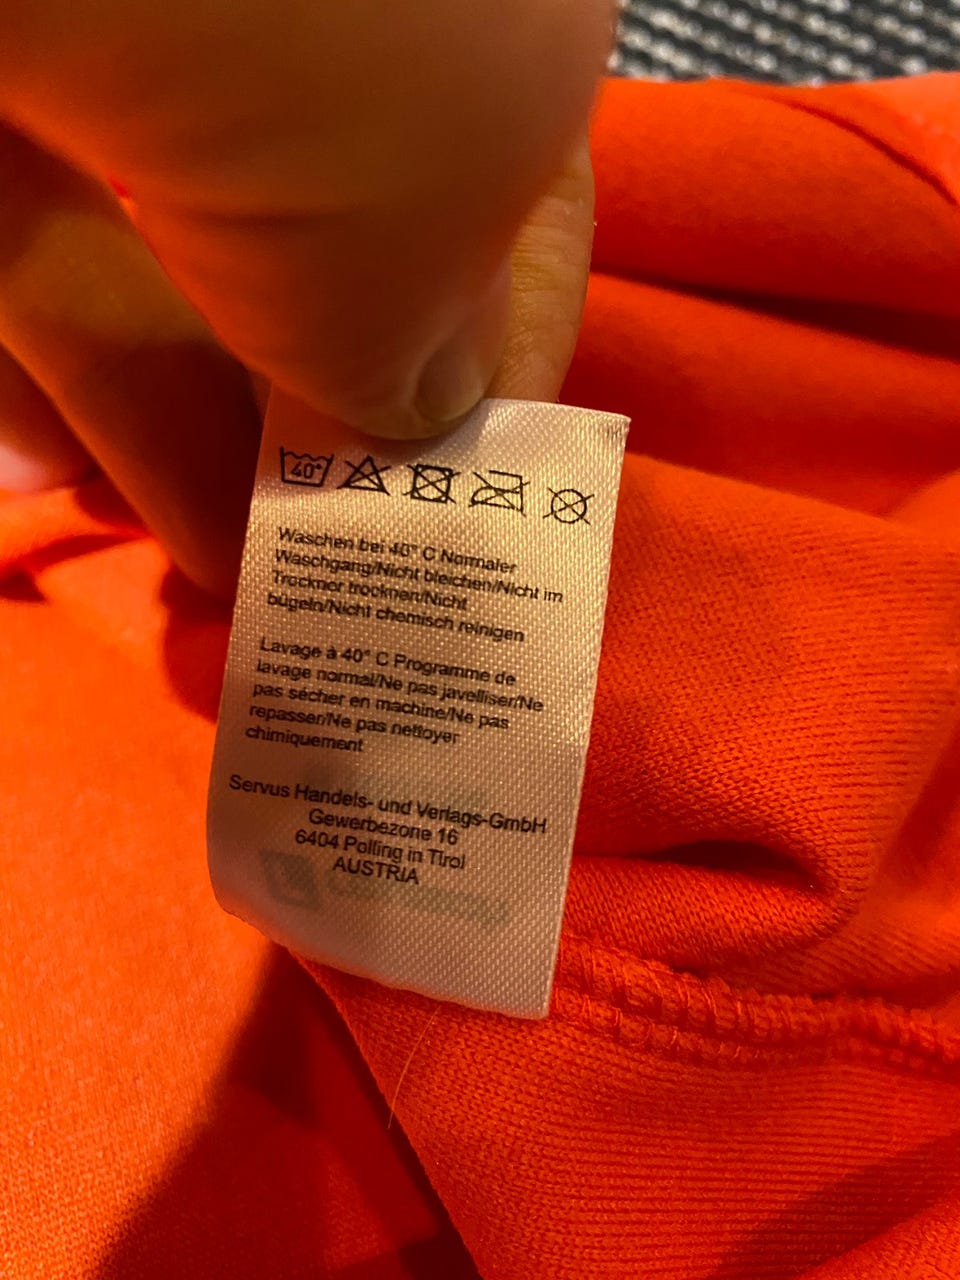 40°
Waschen bei 40° C Normaler
Waschgang/Nicht bleichen/Nicht im
Trockner trocknen/Nicht
bügeln/Nicht chemisch reinigen
Lavage à 40° C Programme de
lavage normal/Ne pas javelliser/Ne
pas sécher en machine/Ne pas
repasser/Ne pas nettoyer
chimiquement
Servus Handels- und Verlags-GmbH
Gewerbezone 16
6404 Polling in Tirol
AUSTRIA